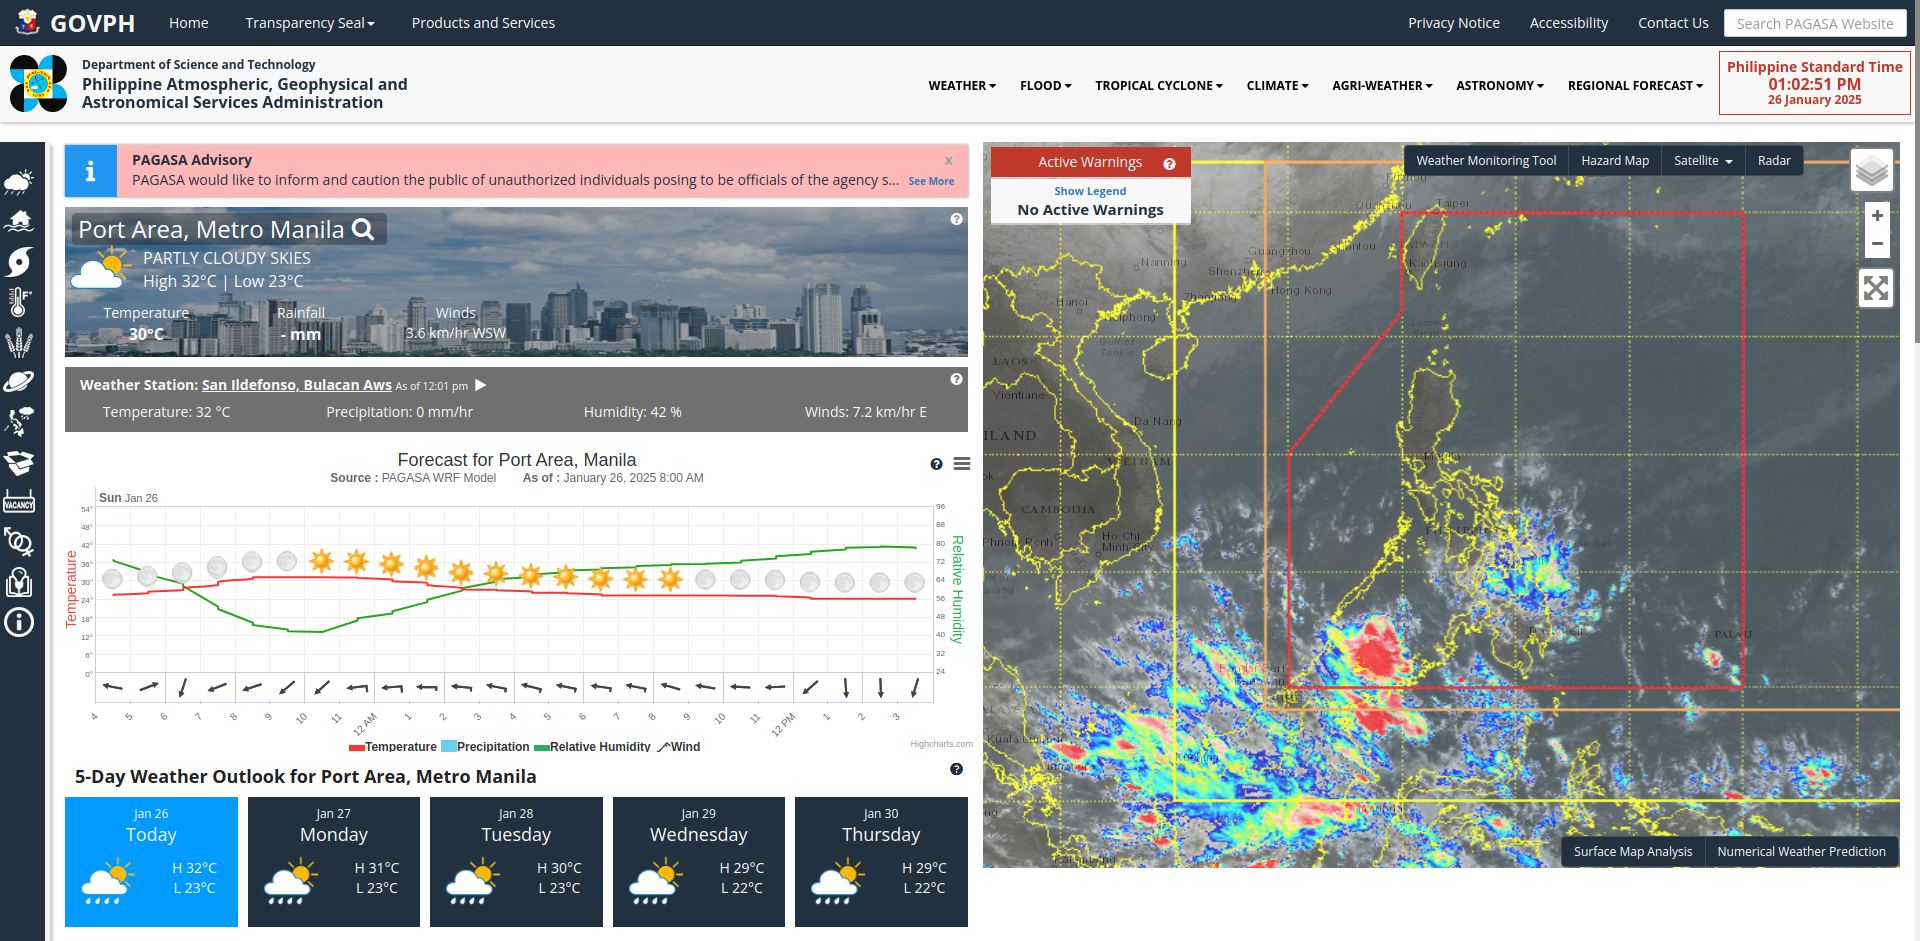 GOVPH
Home
Transparency Seal
Products and Services
Privacy Notice
Accessibility
Contact Us
Search PAGASA Website
Department of Science and Technology
Philippine Atmospheric, Geophysical and
Astronomical Services Administration
WEATHER
FLOOD
TROPICAL CYCLONE
CLIMATE
AGRI-WEATHER
ASTRONOMY
REGIONAL FORECAST
Philippine Standard Time
01:02:51 PM
26 January 2025
PAGASA Advisory
x
PAGASA would like to inform and caution the public of unauthorized individuals posing to be officials of the agency s...
See More
Port Area, Metro Manila
PARTLY CLOUDY SKIES
High 32°C | Low 23°C
Temperature
Rainfall
Winds
30°C
- mm
3.6 km/hr WSW
Weather Station: San Ildefonso, Bulacan Aws As of 12:01 pm
Temperature: 32 °C
Precipitation: 0 mm/hr
Humidity: 42 %
Winds: 7.2 km/hr E
Forecast for Port Area, Manila
Source : PAGASA WRF Model As of : January 26, 2025 8:00 AM
Sun Jan 26
54° 48° 42° 36° 30° 24° 18° 12° 6° 0°
Temperature
96 88 80 72 64 56 48 40 32 24
Relative Humidity
4 5 6 7 8 9 10 11 12 AM 1 2 3 4 5 6 7 8 9 10 11 12 PM 1 2 3
Temperature Precipitation Relative Humidity Wind
Highcharts.com
5-Day Weather Outlook for Port Area, Metro Manila
Jan 26
Today
H 32°C
L 23°C
Jan 27
Monday
H 31°C
L 23°C
Jan 28
Tuesday
H 30°C
L 23°C
Jan 29
Wednesday
H 29°C
L 22°C
Jan 30
Thursday
H 29°C
L 22°C
VACANCY
Active Warnings
Show Legend
No Active Warnings
Weather Monitoring Tool
Hazard Map
Satellite
Radar
+
−
Taipei
Guangzhou
Shantou
Nanning
Shenzhen
Kaohsiung
Hong Kong
Zhanjiang
Hanoi
Haiphong
Luzon
Gulf of
Tonkin
LAOS
Vientiane
Da Nang
ILAND
VIETNAM
Manila
CAMBODIA
Phnom Penh
Ho Chi
Minh City
PALAU
Kuala Lumpur
Kuching
Surface Map Analysis
Numerical Weather Prediction